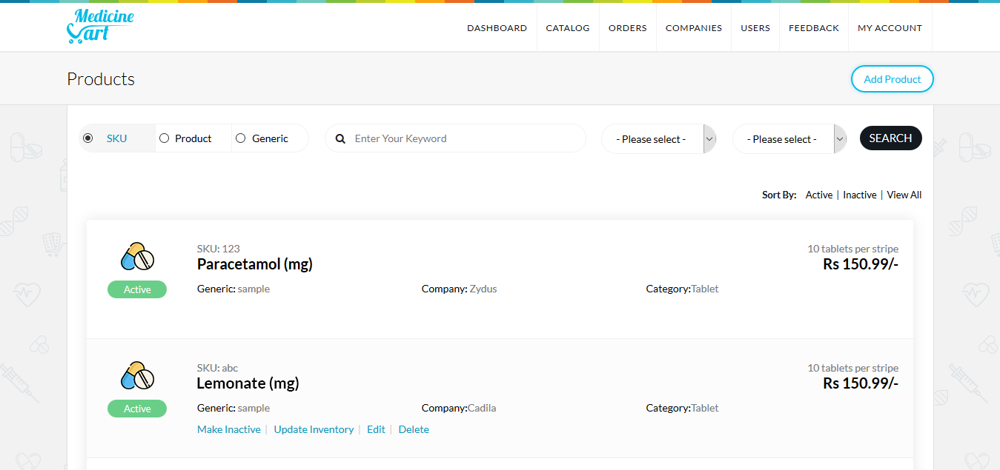 Medicine
Cart
DASHBOARD CATALOG ORDERS COMPANIES USERS FEEDBACK MY ACCOUNT
Products
Add Product
SKU Product Generic Enter Your Keyword - Please select - - Please select - SEARCH
Sort By: Active | Inactive | View All
SKU: 123 10 tablets per stripe
Paracetamol (mg) Rs 150.99/-
Active Generic: sample Company: Zydus Category:Tablet
SKU: abc 10 tablets per stripe
Lemonate (mg) Rs 150.99/-
Active Generic: sample Company:Cadila Category:Tablet
Make Inactive | Update Inventory | Edit | Delete